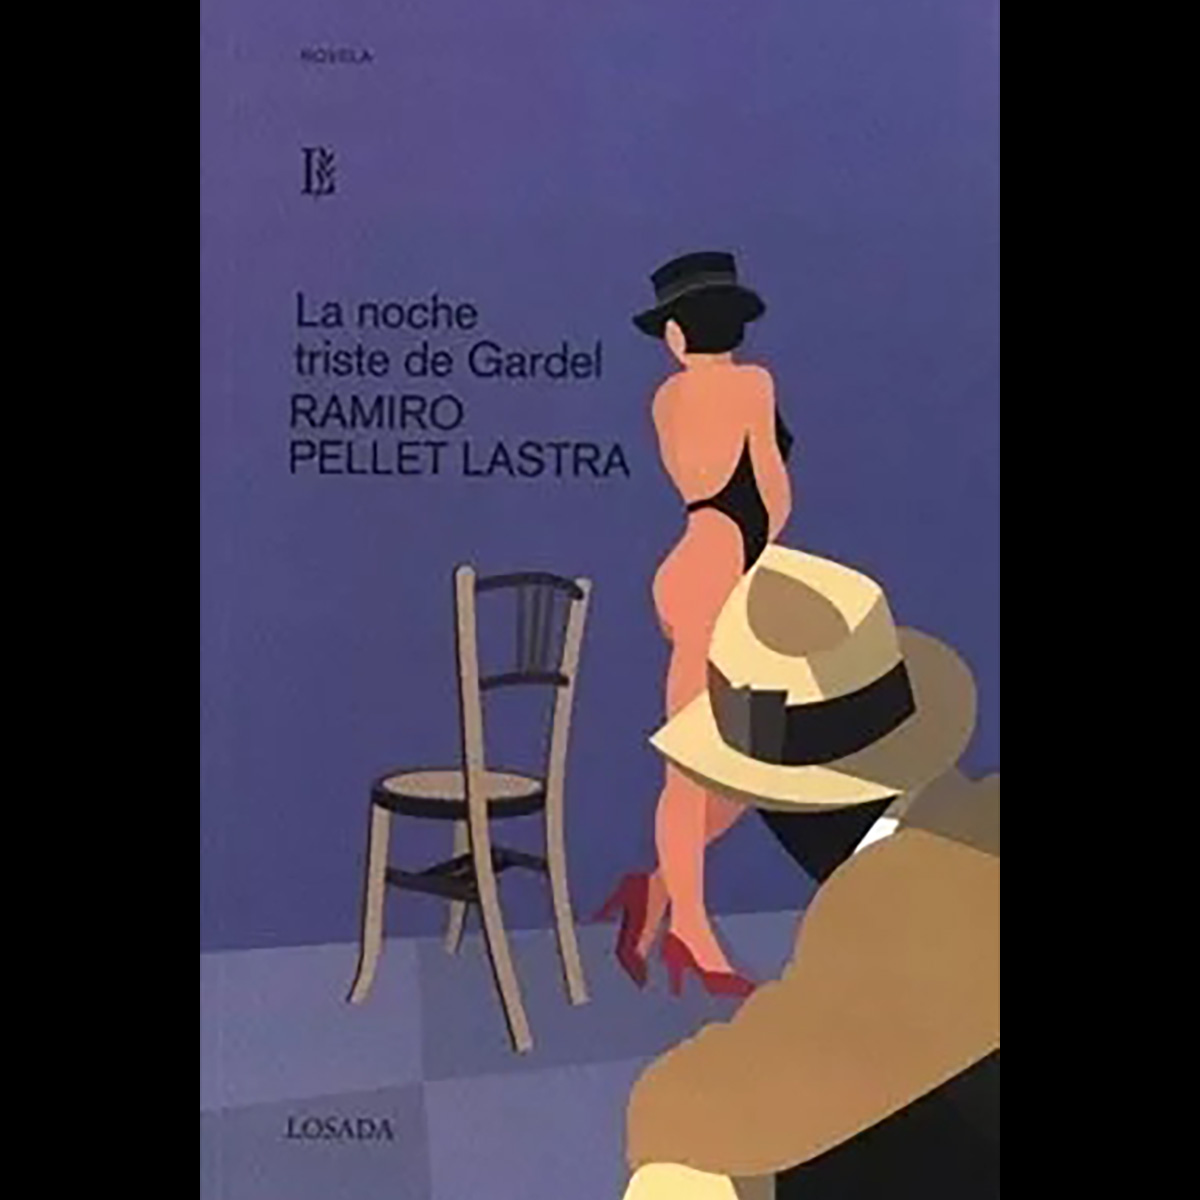 NOVELA
La noche
triste de Gardel
RAMIRO
PELLET LASTRA
LOSADA